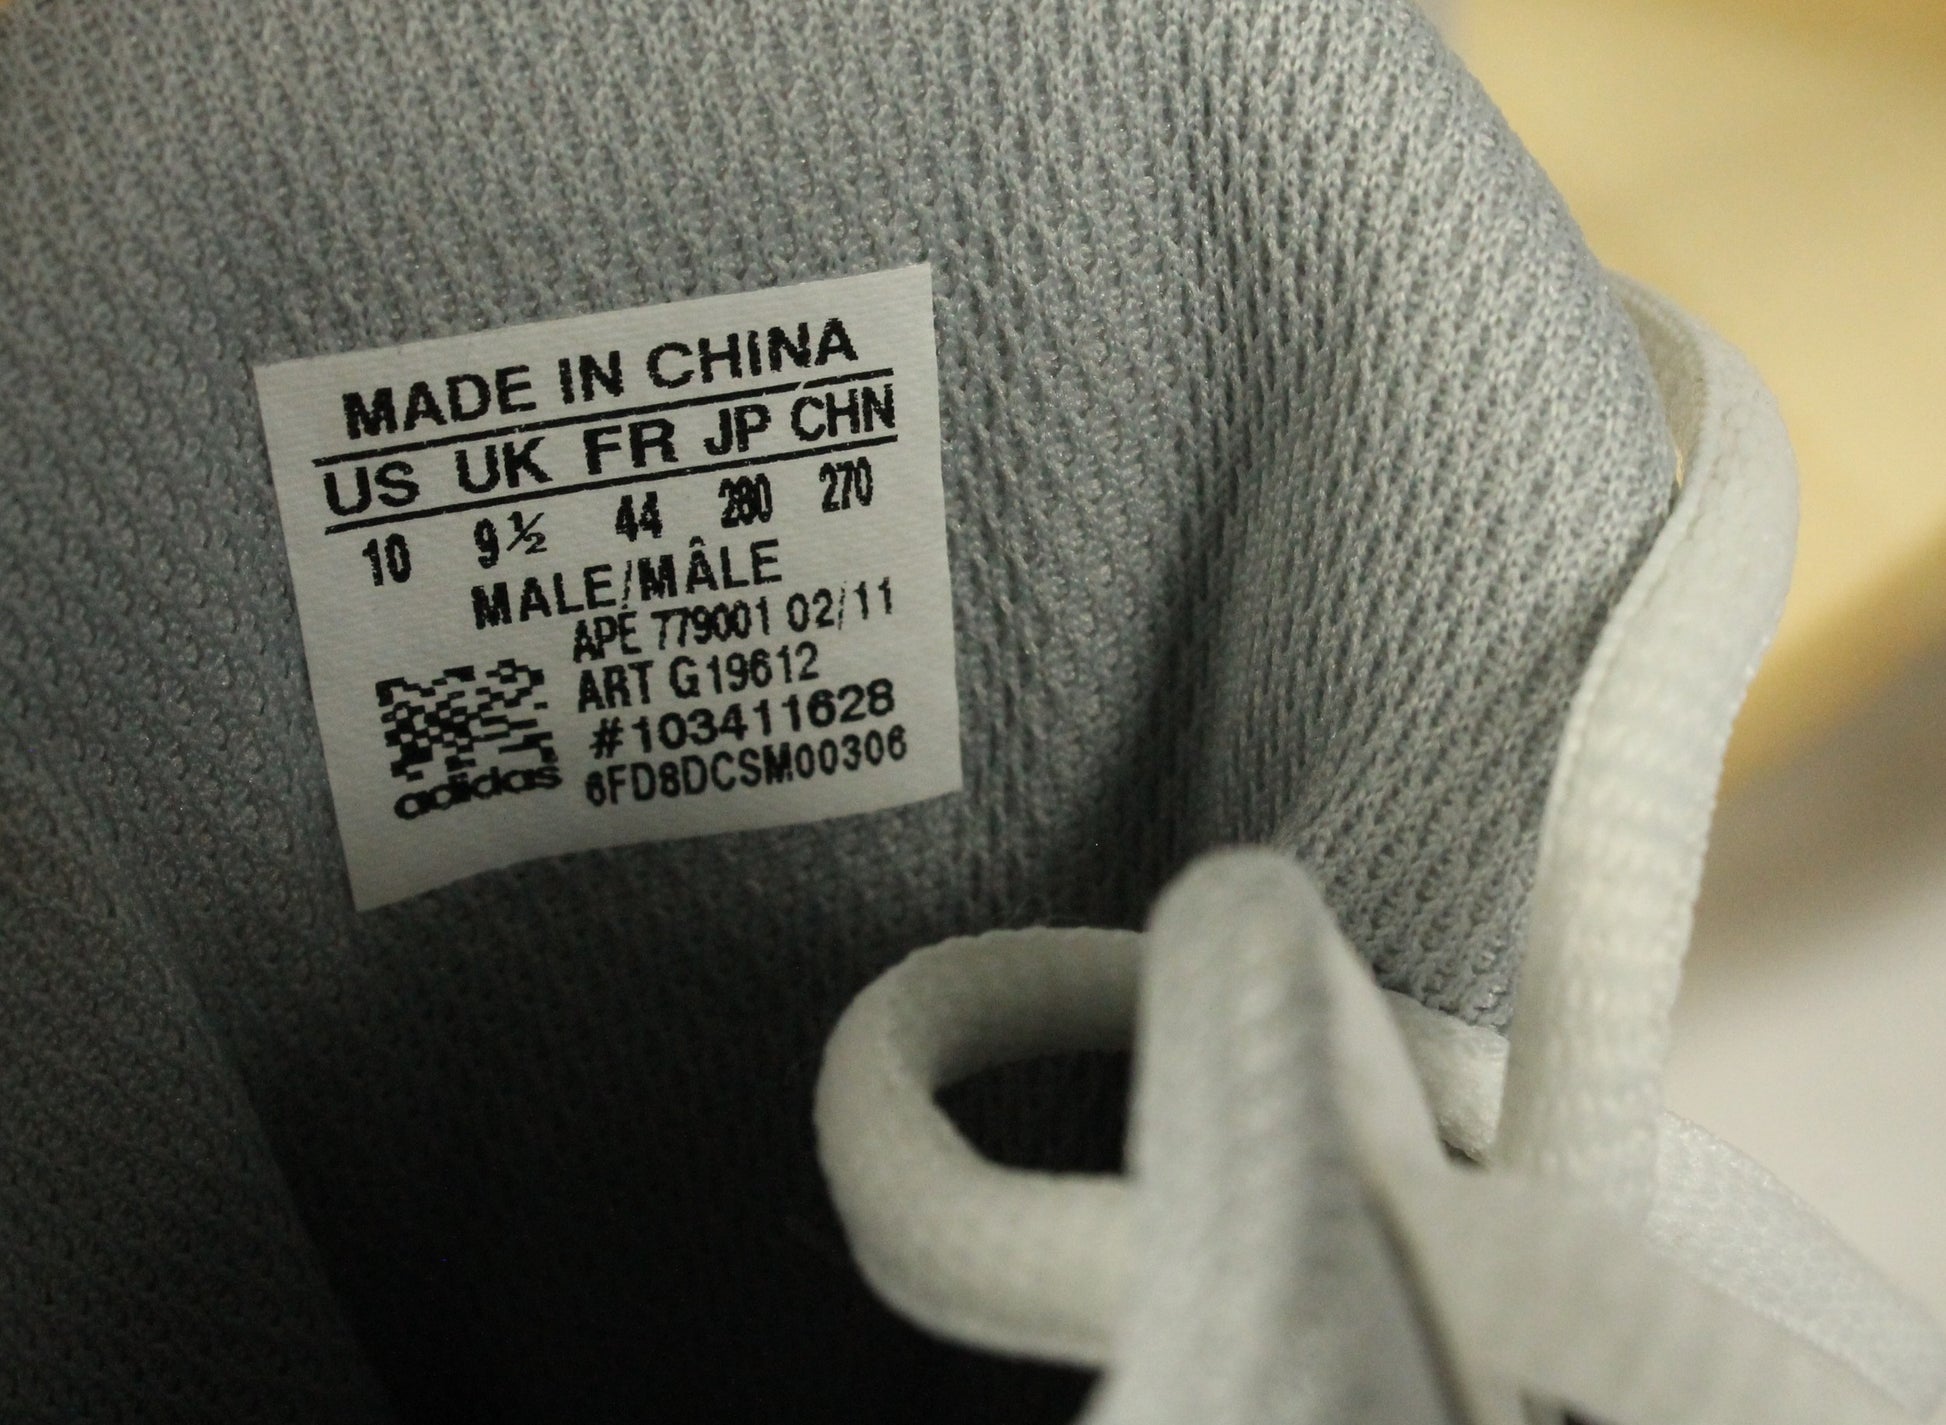 MADE IN CHINA
US UK FR JP CHN
10 9½ 44 280 270
MALE/MÂLE
APE 779001 02/11
ART G19612
#103411628
6FD8DCSM00306
adidas